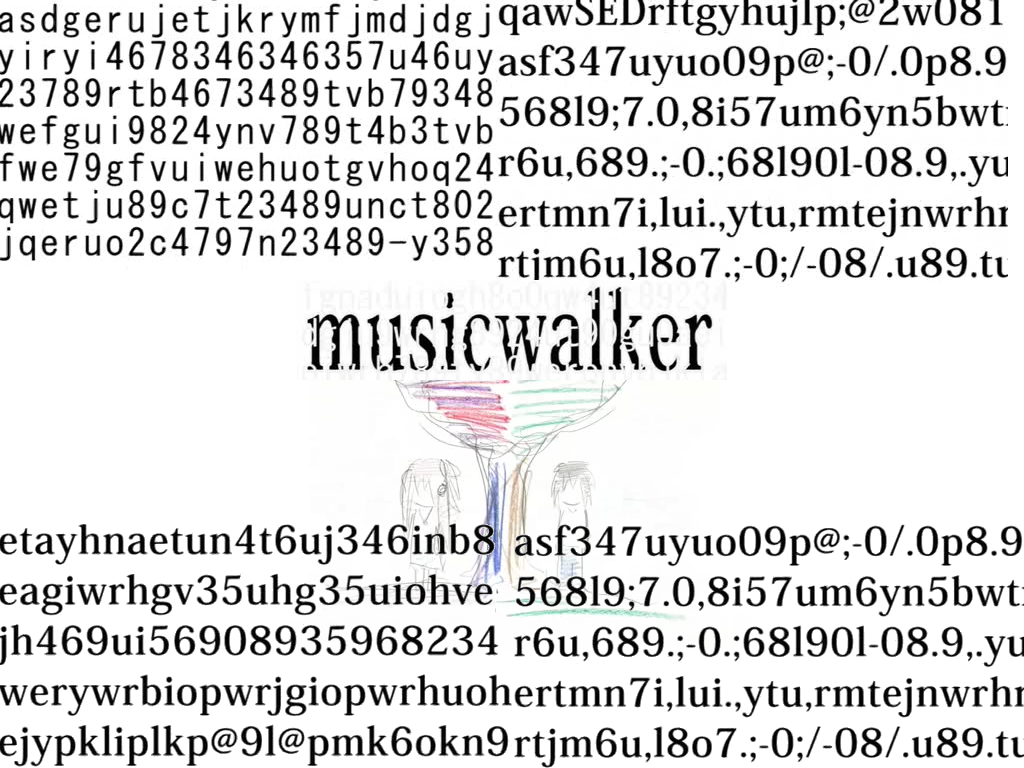 asdgerujetjkrymfjmdjdgj
yiryi4678346346357u46uy
23789rtb4673489tvb79348
wefgui9824ynv789t4b3tvb
fwe79gfvuiwehuotgvhoq24
qwetju89c7t23489unct802
jqeruo2c4797n23489-y358
qawSEDrftgyhujlp;@2w081
asf347uyuo09p@;-0/.0p8.9
568l9;7.0,8i57um6yn5bwt
r6u,689.;-0.;68l90l-08.9,.yu
ertmn7i,lui.,ytu,rmtejnwrhr
rtjm6u,l8o7.;-0;/-08/.u89.tu
musicwalker
etayhnaetun4t6uj346inb8
eagiwrhgv35uhg35uiohve
jh469ui56908935968234
werywrbiopwrjgiopwrhuoh
ejypkliplkp@9l@pmk6okn9
asf347uyuo09p@;-0/.0p8.9
568l9;7.0,8i57um6yn5bwt
r6u,689.;-0.;68l90l-08.9,.yu
ertmn7i,lui.,ytu,rmtejnwrhr
rtjm6u,l8o7.;-0;/-08/.u89.tu